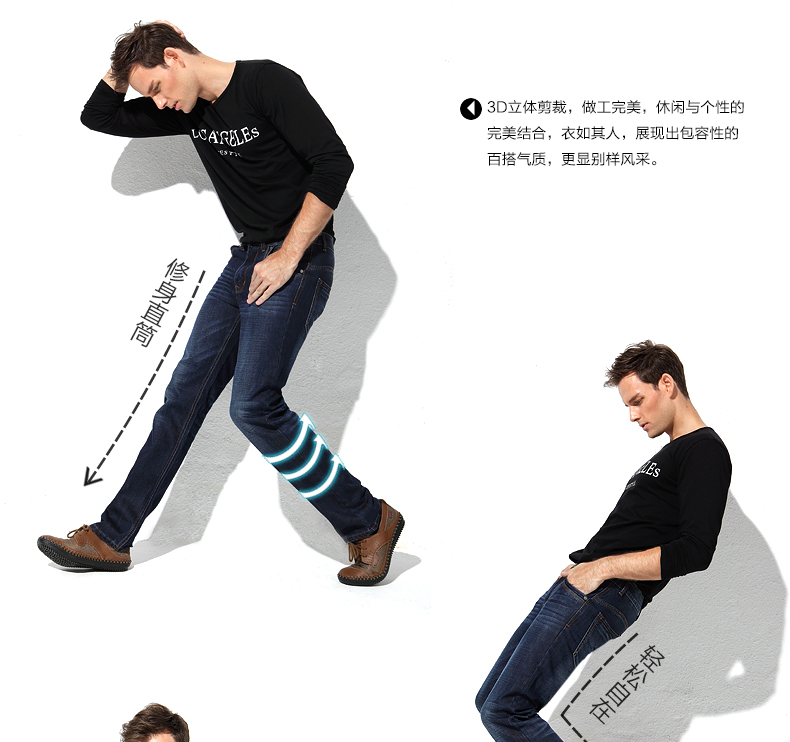 3D立体剪裁，做工完美，休闲与个性的
完美结合，衣如其人，展现出包容性的
百搭气质，更显别样风采。
修身直筒
轻松自在